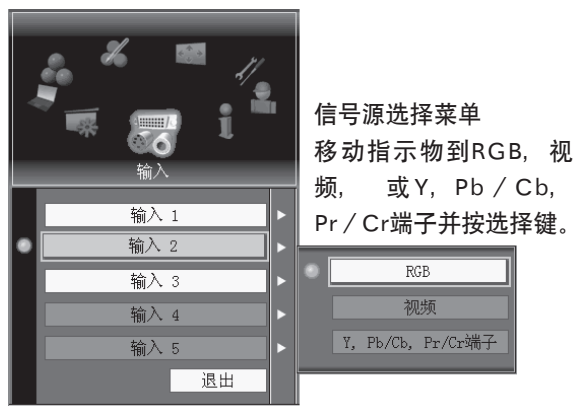 输入
信号源选择菜单
移动指示物到RGB, 视
频, 或Y, Pb / Cb,
Pr / Cr端子并按选择键。
输入 1
输入 2
输入 3
输入 4
输入 5
退出
RGB
视频
Y, Pb/Cb, Pr/Cr端子